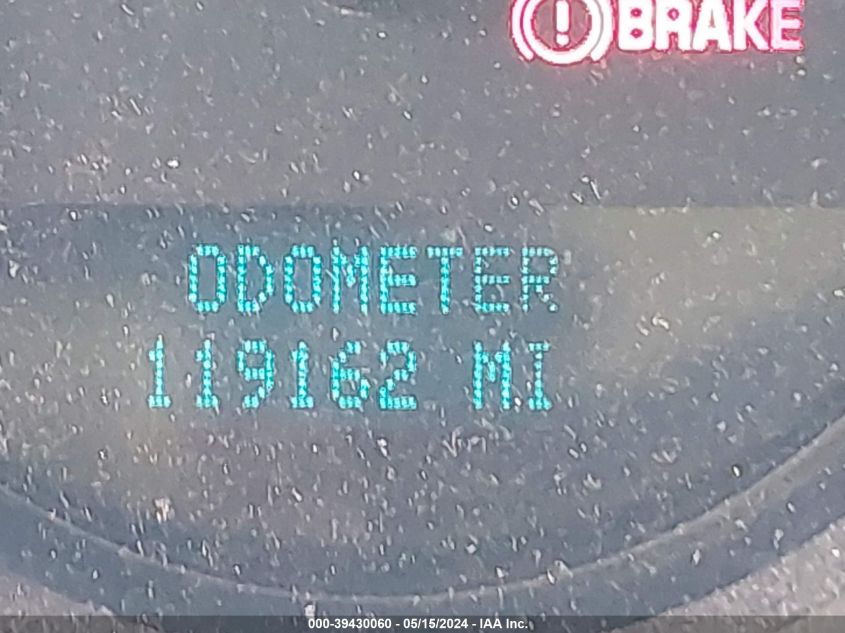 BRAKE
ODOMETER
119162 MI
000-39430060 - 05/15/2024 - IAA Inc.